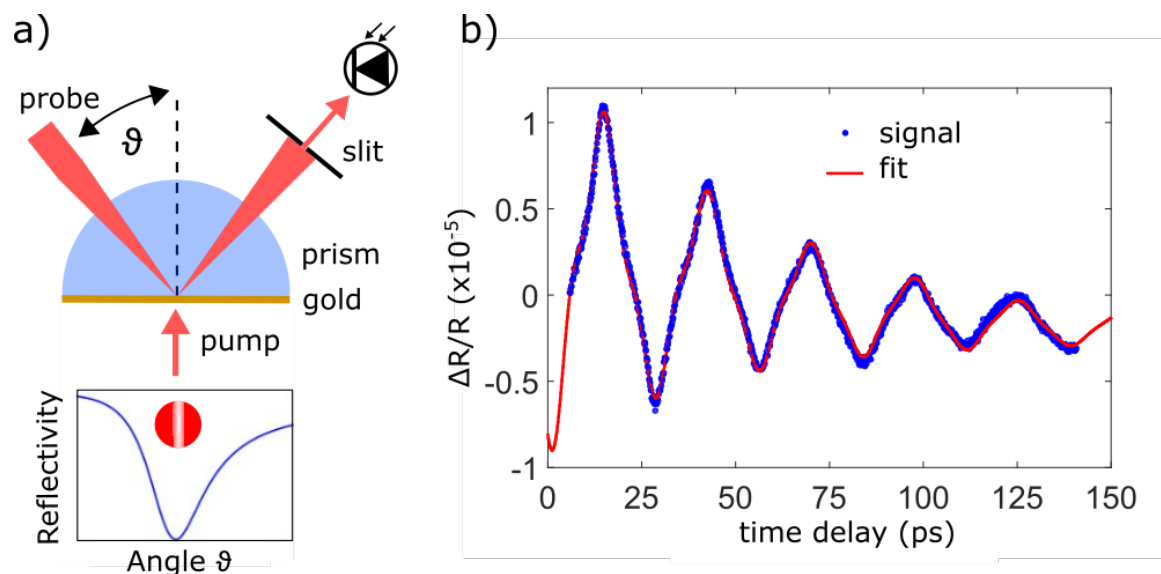 a)
probe
ϑ
slit
prism
gold
pump
Reflectivity
Angle ϑ
b)
ΔR/R (x10⁻⁵)
1
0.5
0
-0.5
-1
signal
fit
0 25 50 75 100 125 150
time delay (ps)